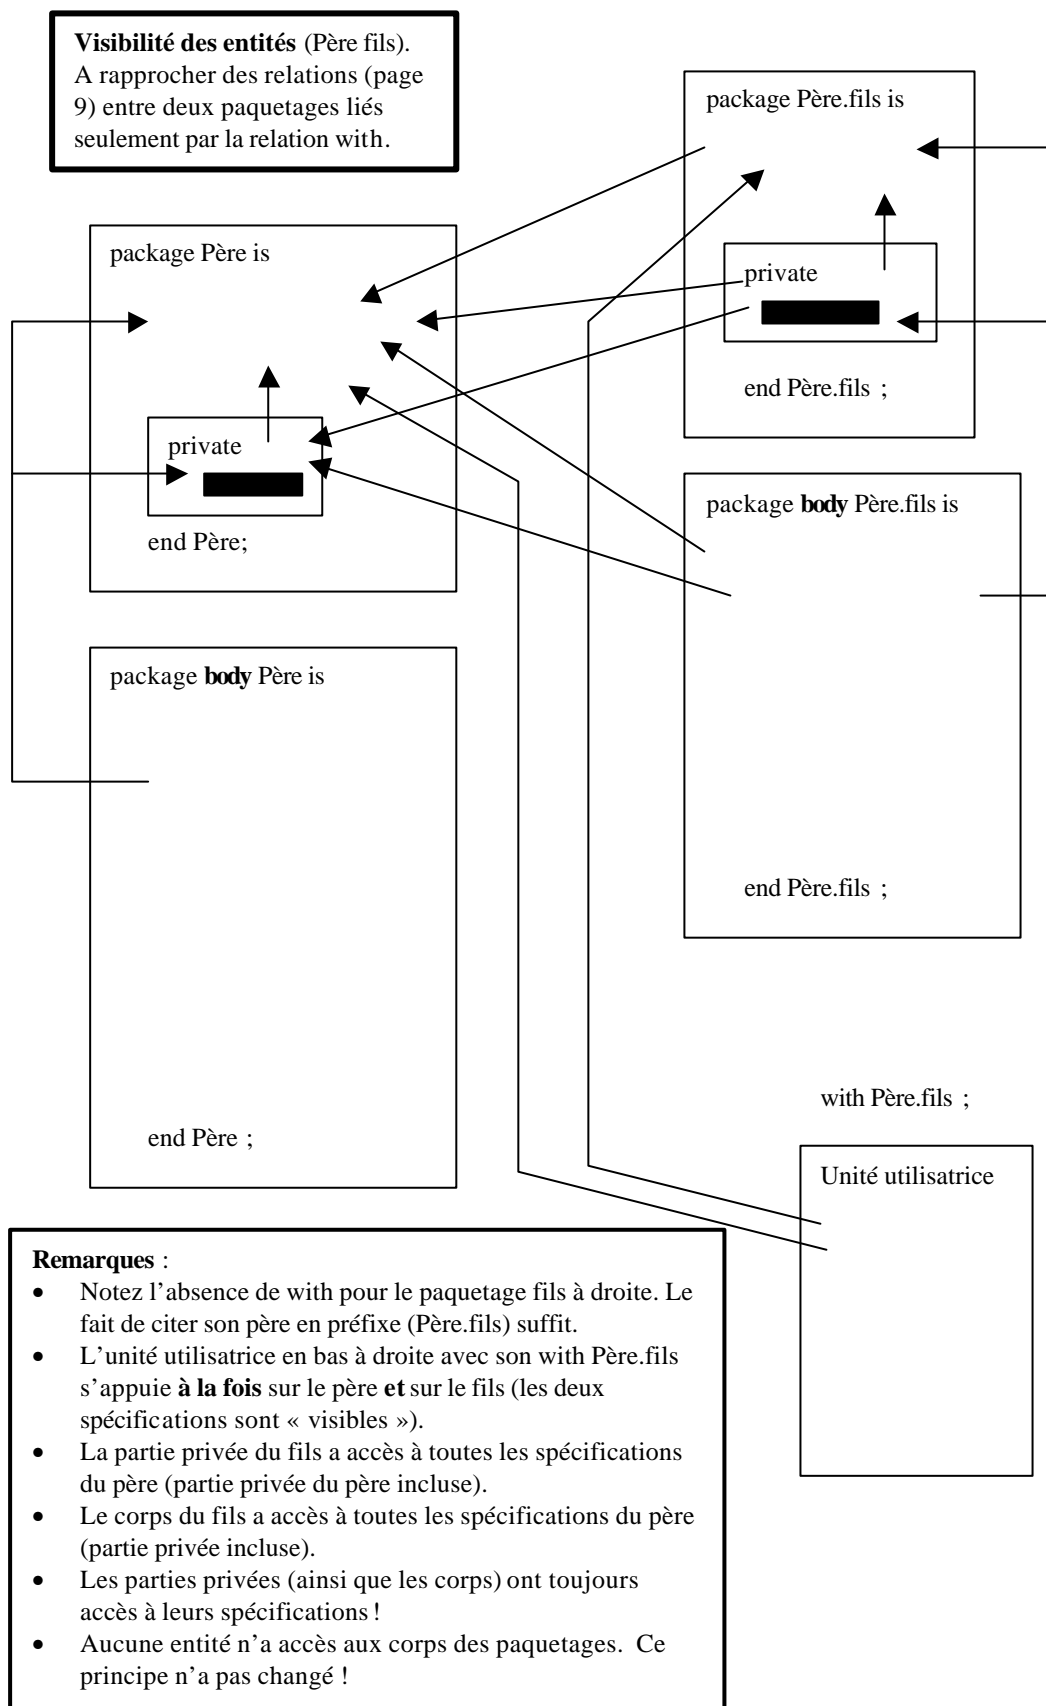 Visibilité des entités (Père fils).
A rapprocher des relations (page
9) entre deux paquetages liés
seulement par la relation with.
package Père.fils is
private
end Père.fils ;
package Père is
private
end Père;
package body Père.fils is
end Père.fils ;
package body Père is
end Père ;
with Père.fils ;
Unité utilisatrice
Remarques :
• Notez l’absence de with pour le paquetage fils à droite. Le
fait de citer son père en préfixe (Père.fils) suffit.
• L’unité utilisatrice en bas à droite avec son with Père.fils
s’appuie à la fois sur le père et sur le fils (les deux
spécifications sont « visibles »).
• La partie privée du fils a accès à toutes les spécifications
du père (partie privée du père incluse).
• Le corps du fils a accès à toutes les spécifications du père
(partie privée incluse).
• Les parties privées (ainsi que les corps) ont toujours
accès à leurs spécifications !
• Aucune entité n’a accès aux corps des paquetages. Ce
principe n’a pas changé !